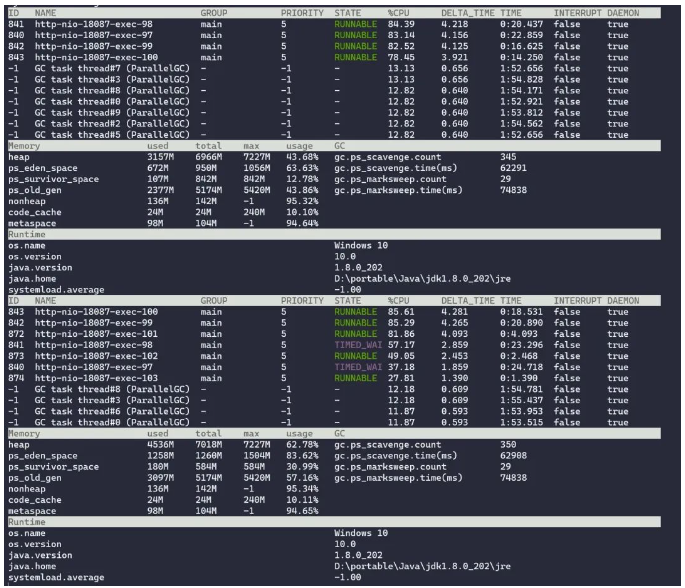 ID NAME GROUP PRIORITY STATE %CPU DELTA_TIME TIME INTERRUPT DAEMON
841 http-nio-18087-exec-98 main 5 RUNNABLE 84.39 4.218 0:20.437 false true
840 http-nio-18087-exec-97 main 5 RUNNABLE 83.14 4.156 0:22.859 false true
842 http-nio-18087-exec-99 main 5 RUNNABLE 82.52 4.125 0:16.625 false true
843 http-nio-18087-exec-100 main 5 RUNNABLE 78.45 3.921 0:14.250 false true
-1 GC task thread#7 (ParallelGC) - -1 - 13.13 0.656 1:52.656 false true
-1 GC task thread#3 (ParallelGC) - -1 - 13.13 0.656 1:54.828 false true
-1 GC task thread#8 (ParallelGC) - -1 - 12.82 0.640 1:54.171 false true
-1 GC task thread#0 (ParallelGC) - -1 - 12.82 0.640 1:52.921 false true
-1 GC task thread#9 (ParallelGC) - -1 - 12.82 0.640 1:53.812 false true
-1 GC task thread#2 (ParallelGC) - -1 - 12.82 0.640 1:54.562 false true
-1 GC task thread#5 (ParallelGC) - -1 - 12.82 0.640 1:52.656 false true
Memory used total max usage GC
heap 3157M 6966M 7227M 43.68% gc.ps_scavenge.count 345
ps_eden_space 672M 950M 1056M 63.63% gc.ps_scavenge.time(ms) 62291
ps_survivor_space 107M 842M 842M 12.78% gc.ps_marksweep.count 29
ps_old_gen 2377M 5174M 5420M 43.86% gc.ps_marksweep.time(ms) 74838
nonheap 136M 142M -1 95.32%
code_cache 24M 24M 240M 10.10%
metaspace 98M 104M -1 94.64%
Runtime
os.name Windows 10
os.version 10.0
java.version 1.8.0_202
java.home D:\portable\Java\jdk1.8.0_202\jre
systemload.average -1.00
ID NAME GROUP PRIORITY STATE %CPU DELTA_TIME TIME INTERRUPT DAEMON
843 http-nio-18087-exec-100 main 5 RUNNABLE 85.61 4.281 0:18.531 false true
842 http-nio-18087-exec-99 main 5 RUNNABLE 85.29 4.265 0:20.890 false true
872 http-nio-18087-exec-101 main 5 RUNNABLE 81.86 4.093 0:4.093 false true
841 http-nio-18087-exec-98 main 5 TIMED_WAI 57.17 2.859 0:23.296 false true
873 http-nio-18087-exec-102 main 5 RUNNABLE 49.05 2.453 0:2.468 false true
840 http-nio-18087-exec-97 main 5 TIMED_WAI 37.18 1.859 0:24.718 false true
874 http-nio-18087-exec-103 main 5 RUNNABLE 27.81 1.390 0:1.390 false true
-1 GC task thread#8 (ParallelGC) - -1 - 12.18 0.609 1:54.781 false true
-1 GC task thread#3 (ParallelGC) - -1 - 12.18 0.609 1:55.437 false true
-1 GC task thread#6 (ParallelGC) - -1 - 11.87 0.593 1:53.953 false true
-1 GC task thread#0 (ParallelGC) - -1 - 11.87 0.593 1:53.515 false true
Memory used total max usage GC
heap 4536M 7018M 7227M 62.78% gc.ps_scavenge.count 350
ps_eden_space 1258M 1260M 1504M 83.62% gc.ps_scavenge.time(ms) 62908
ps_survivor_space 180M 584M 584M 30.99% gc.ps_marksweep.count 29
ps_old_gen 3097M 5174M 5420M 57.16% gc.ps_marksweep.time(ms) 74838
nonheap 136M 142M -1 95.34%
code_cache 24M 24M 240M 10.11%
metaspace 98M 104M -1 94.65%
Runtime
os.name Windows 10
os.version 10.0
java.version 1.8.0_202
java.home D:\portable\Java\jdk1.8.0_202\jre
systemload.average -1.00